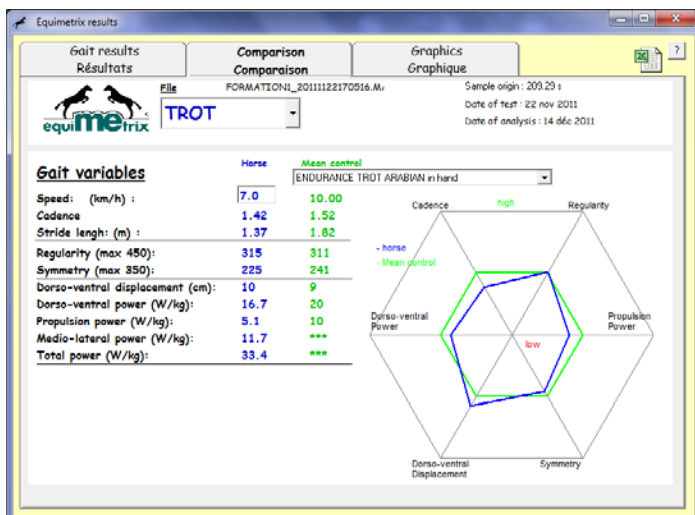 Equimetrix results
Gait results
Résultats
Comparison
Comparaison
Graphics
Graphique
?
equimetrix
File
FORMATION1_20111122170516.M
TROT
Sample origin : 209.29 s
Date of test : 22 nov 2011
Date of analysis : 14 déc 2011
Gait variables
Horse
Mean control
ENDURANCE TROT ARABIAN in hand
Speed: (km/h) : 7.0 10.00
Cadence 1.42 1.52
Stride lengh: (m) : 1.37 1.82
Regularity (max 450): 315 311
Symmetry (max 350): 225 241
Dorso-ventral displacement (cm): 10 9
Dorso-ventral power (W/kg): 16.7 20
Propulsion power (W/kg): 5.1 10
Medio-lateral power (W/kg): 11.7 ***
Total power (W/kg): 33.4 ***
Cadence
high
Regularity
- horse
- Mean control
Dorso-ventral
Power
Propulsion
Power
low
Dorso-ventral
Displacement
Symmetry